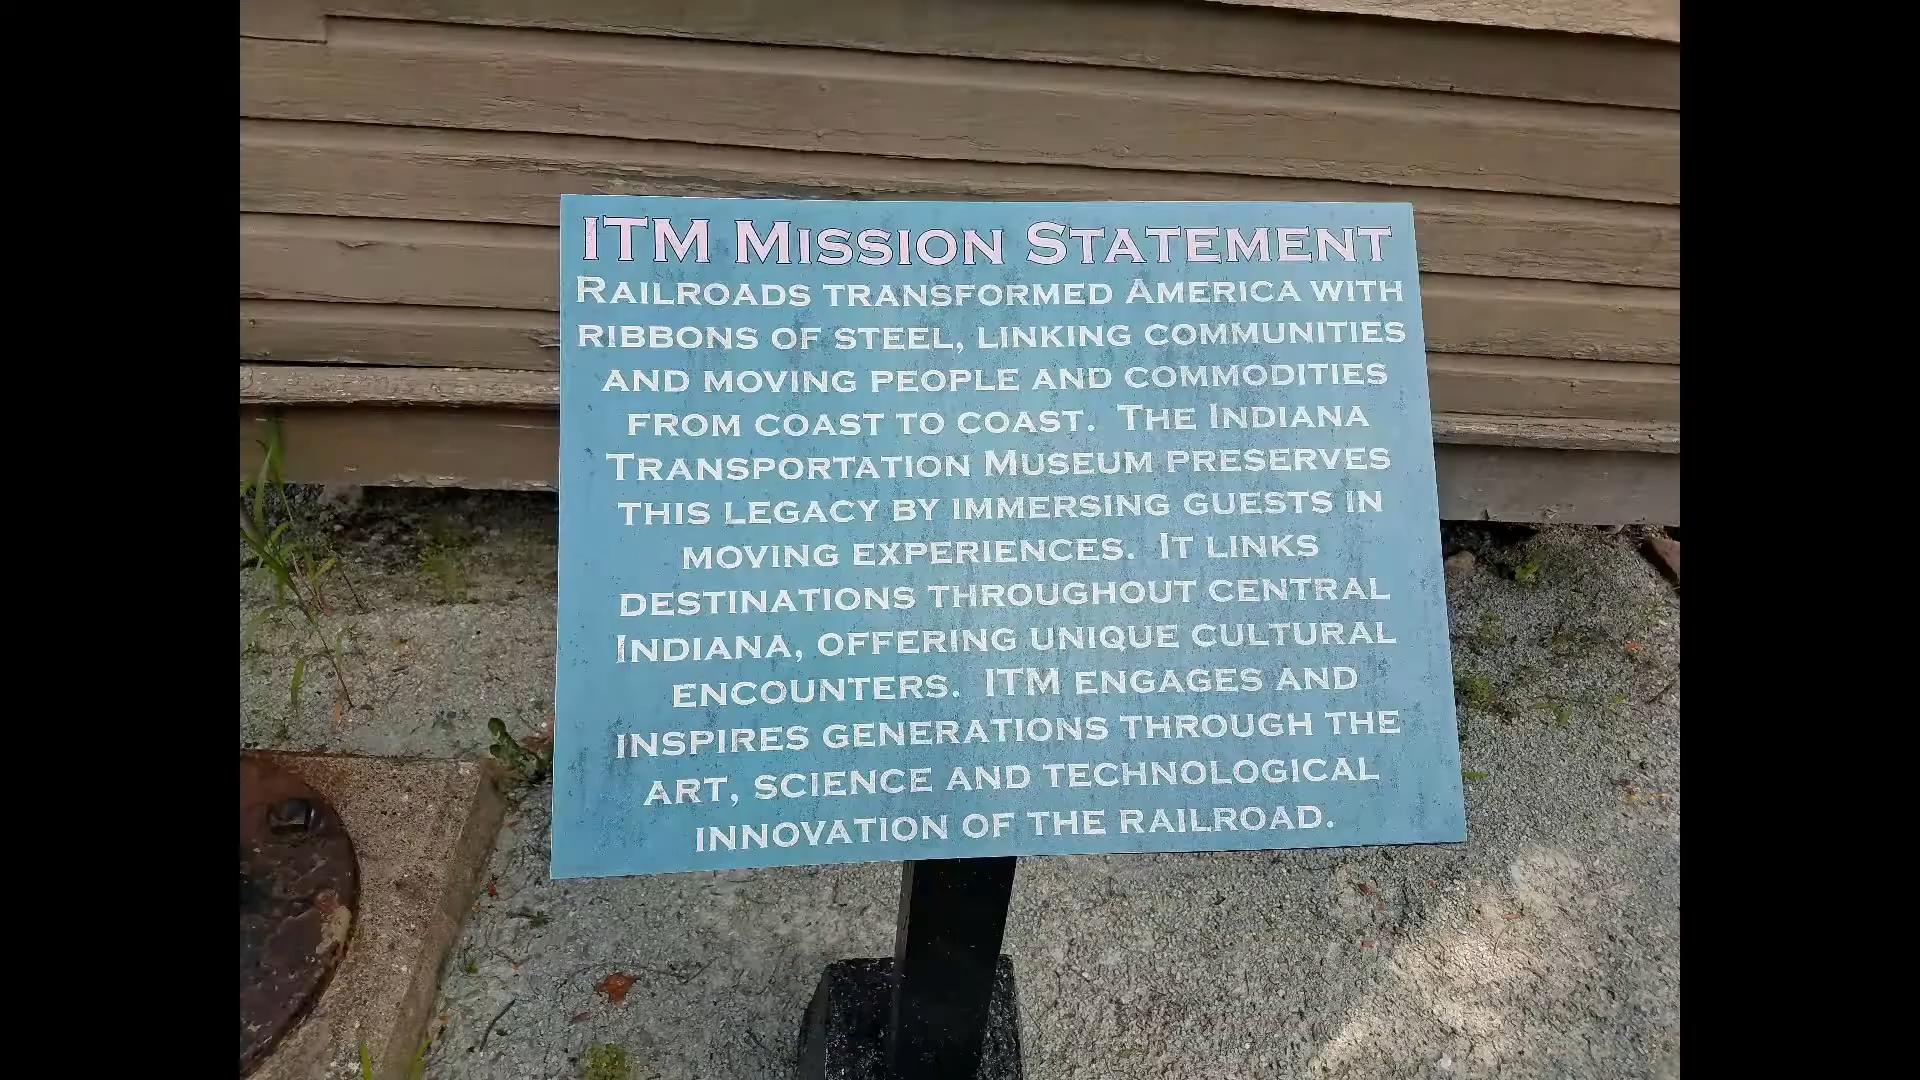 ITM Mission Statement
Railroads transformed America with
ribbons of steel, linking communities
and moving people and commodities
from coast to coast. The Indiana
Transportation Museum preserves
this legacy by immersing guests in
moving experiences. It links
destinations throughout central
Indiana, offering unique cultural
encounters. ITM engages and
inspires generations through the
art, science and technological
innovation of the railroad.